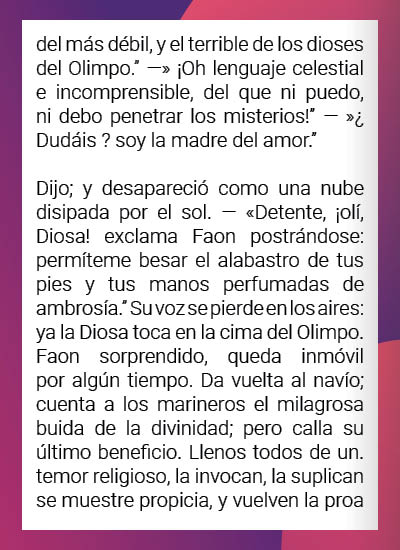 del más débil, y el terrible de los dioses
del Olimpo.” —» ¡Oh lenguaje celestial
e incomprensible, del que ni puedo,
ni debo penetrar los misterios!” — »¿
Dudáis ? soy la madre del amor.”
Dijo; y desapareció como una nube
disipada por el sol. — «Detente, ¡olí,
Diosa! exclama Faon postrándose:
permíteme besar el alabastro de tus
pies y tus manos perfumadas de
ambrosía.” Su voz se pierde en los aires:
ya la Diosa toca en la cima del Olimpo.
Faon sorprendido, queda inmóvil
por algún tiempo. Da vuelta al navío;
cuenta a los marineros el milagrosa
buida de la divinidad; pero calla su
último beneficio. Llenos todos de un.
temor religioso, la invocan, la suplican
se muestre propicia, y vuelven la proa